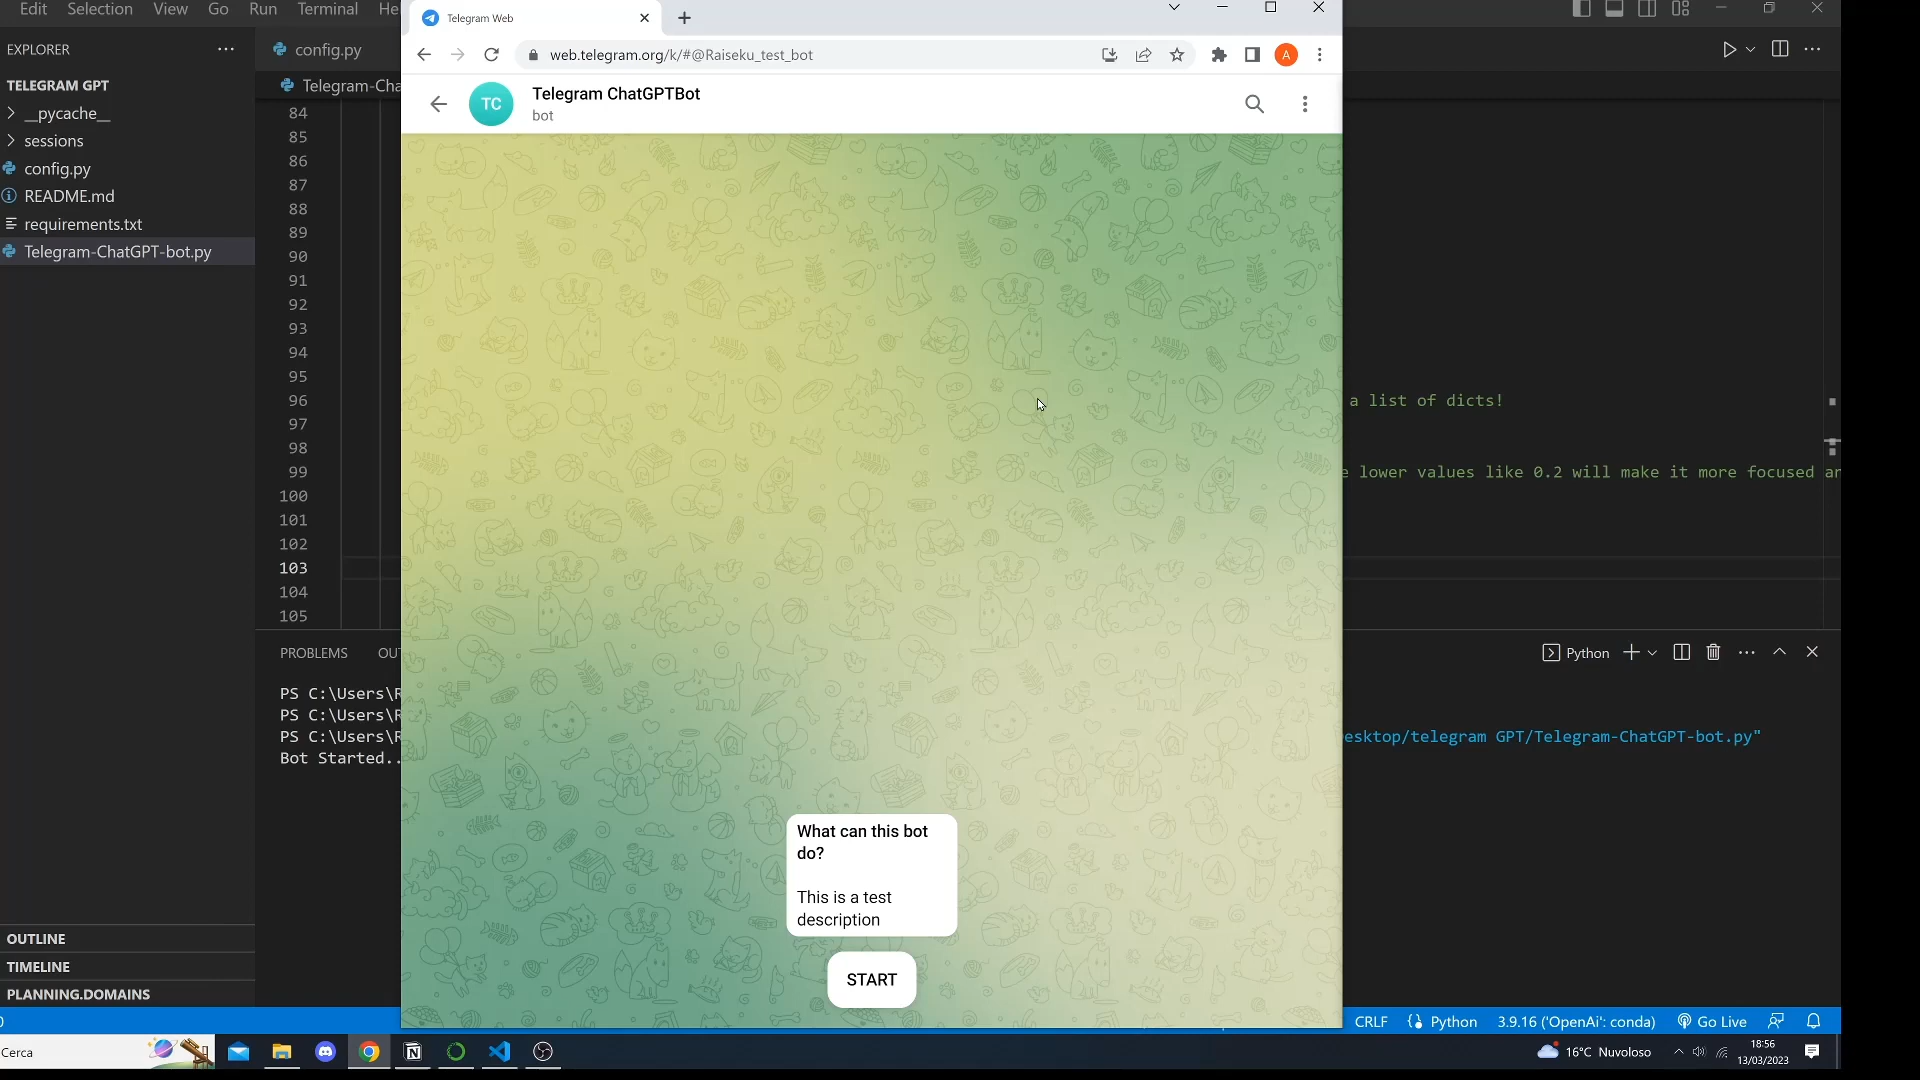 Edit Selection View Go Run Terminal He
EXPLORER
TELEGRAM GPT
__pycache__
sessions
config.py
README.md
requirements.txt
Telegram-ChatGPT-bot.py
OUTLINE
TIMELINE
PLANNING.DOMAINS
config.py
Telegram-Cha
84
85
86
87
88
89
90
91
92
93
94
95
96
97
98
99
100
101
102
103
104
105
PROBLEMS OU
PS C:\Users\R
PS C:\Users\R
PS C:\Users\R
Bot Started..
Telegram Web
web.telegram.org/k/#@Raiseku_test_bot
A
TC
Telegram ChatGPTBot
bot
What can this bot
do?
This is a test
description
START
a list of dicts!
e lower values like 0.2 will make it more focused an
Python
esktop/telegram GPT/Telegram-ChatGPT-bot.py"
CRLF Python 3.9.16 ('OpenAi': conda) Go Live
Cerca
16°C Nuvoloso
18:56
13/03/2023